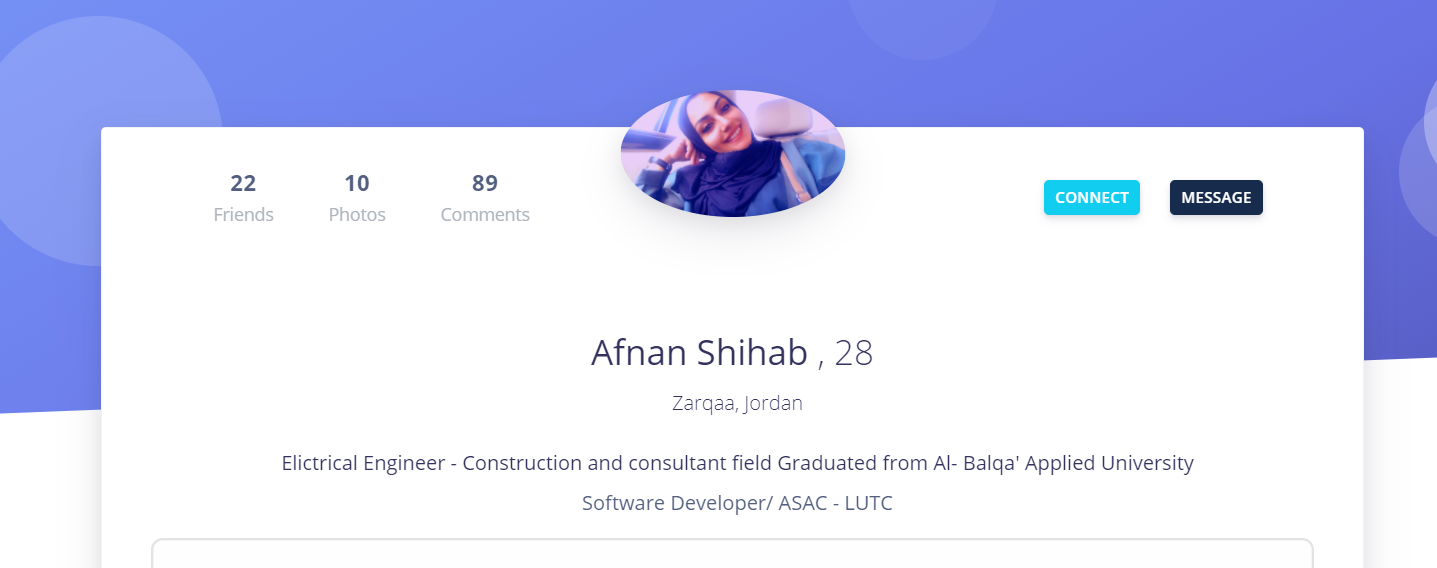 22 10 89
Friends Photos Comments
CONNECT MESSAGE
Afnan Shihab , 28
Zarqaa, Jordan
Elictrical Engineer - Construction and consultant field Graduated from Al- Balqa' Applied University
Software Developer/ ASAC - LUTC